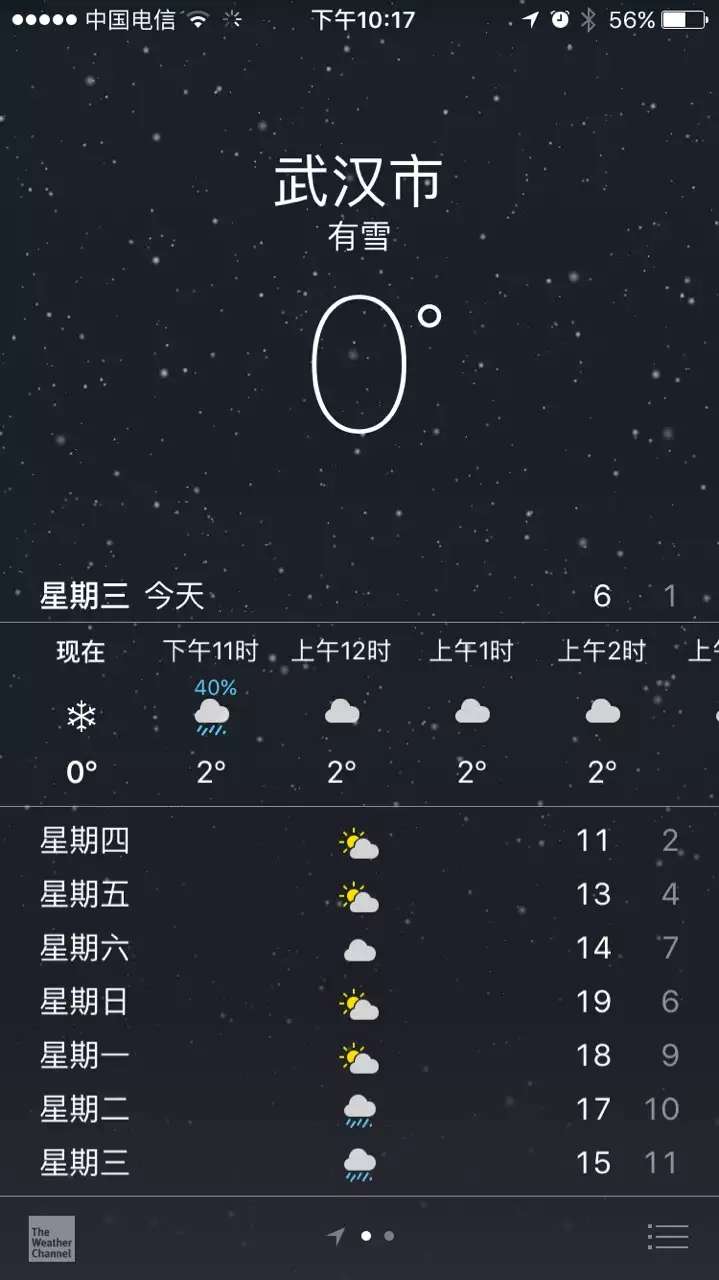 中国电信 下午10:17 56%
武汉市
有雪
0°
星期三 今天 6 1
现在 下午11时 上午12时 上午1时 上午2时 上午
40%
0° 2° 2° 2° 2°
星期四 11 2
星期五 13 4
星期六 14 7
星期日 19 6
星期一 18 9
星期二 17 10
星期三 15 11
The
Weather
Channel